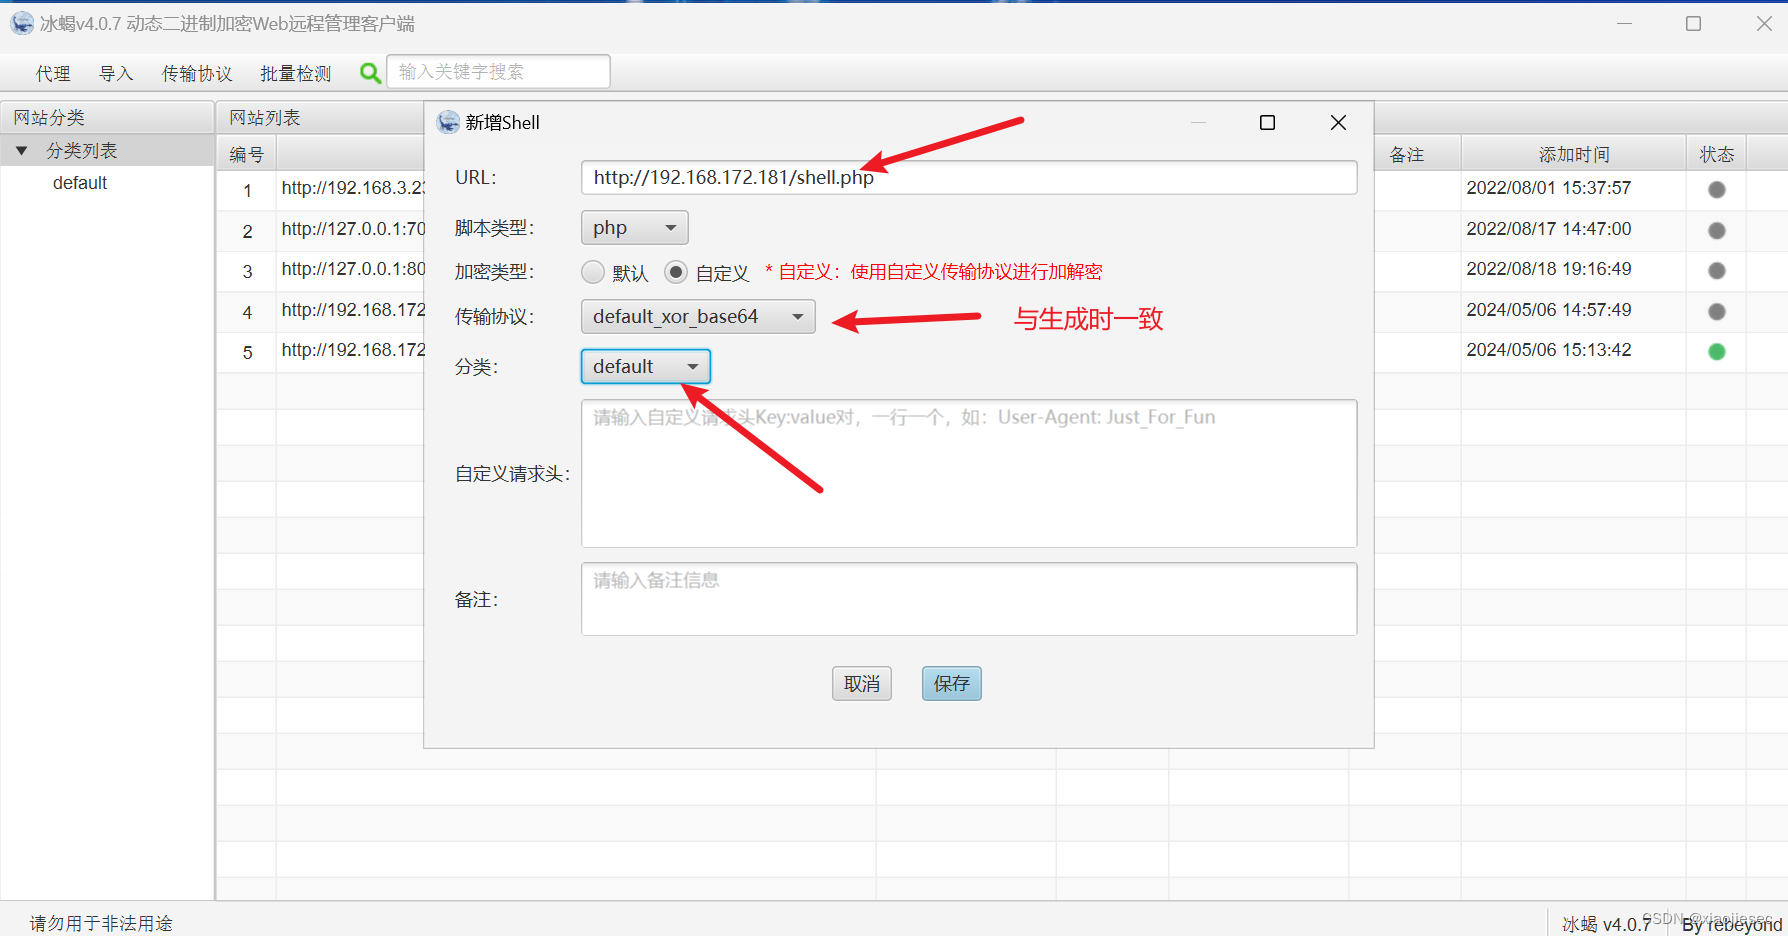 冰蝎v4.0.7 动态二进制加密Web远程管理客户端
代理 导入 传输协议 批量检测 输入关键字搜索
网站分类 网站列表
分类列表
default
编号 备注 添加时间 状态
1 http://192.168.3.23 2022/08/01 15:37:57
2 http://127.0.0.1:70 2022/08/17 14:47:00
3 http://127.0.0.1:80 2022/08/18 19:16:49
4 http://192.168.172 2024/05/06 14:57:49
5 http://192.168.172 2024/05/06 15:13:42
新增Shell
URL: http://192.168.172.181/shell.php
脚本类型: php
加密类型: 默认 自定义 * 自定义：使用自定义传输协议进行加解密
传输协议: default_xor_base64 与生成时一致
分类: default
自定义请求头: 请输入自定义请求头Key:value对，一行一个，如：User-Agent: Just_For_Fun
备注: 请输入备注信息
取消 保存
请勿用于非法用途 冰蝎 v4.0.7 By rebeyond
CSDN @xiaojiesec